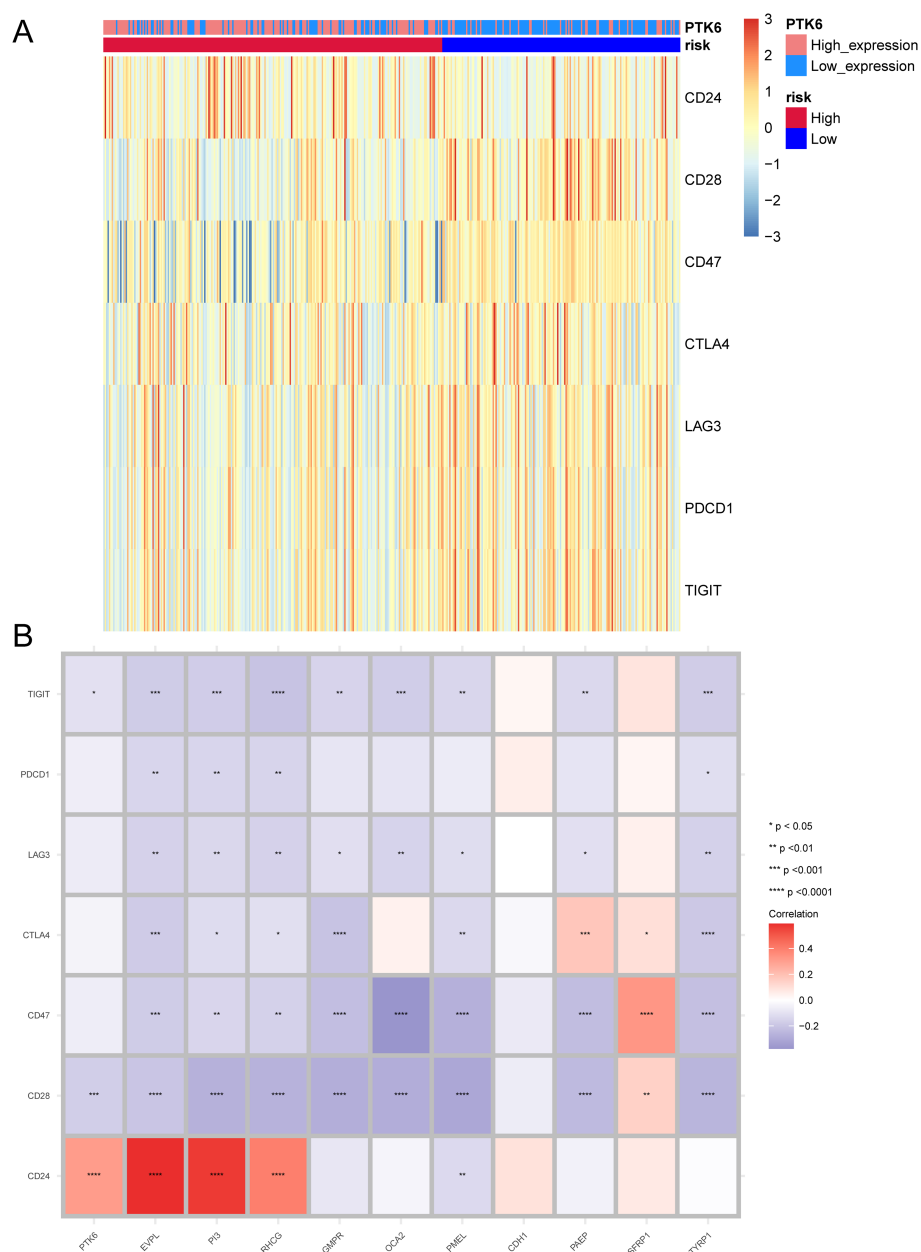 A
PTK6
risk
CD24
CD28
CD47
CTLA4
LAG3
PDCD1
TIGIT
3
2
1
0
−1
−2
−3
PTK6
High_expression
Low_expression
risk
High
Low
B
TIGIT
* *** *** **** ** *** ** ** ***
PDCD1
** ** ** *
LAG3
** ** ** * ** * * **
CTLA4
*** * * **** ** *** * ****
CD47
*** ** ** **** **** **** **** **** ****
CD28
*** **** **** **** **** **** **** **** ** ****
CD24
**** **** **** **** **
PTK6
EVPL
PI3
RHCG
GMPR
OCA2
PMEL
CDH1
PAEP
SFRP1
TYRP1
* p < 0.05
** p <0.01
*** p <0.001
**** p <0.0001
Correlation
0.4
0.2
0.0
−0.2